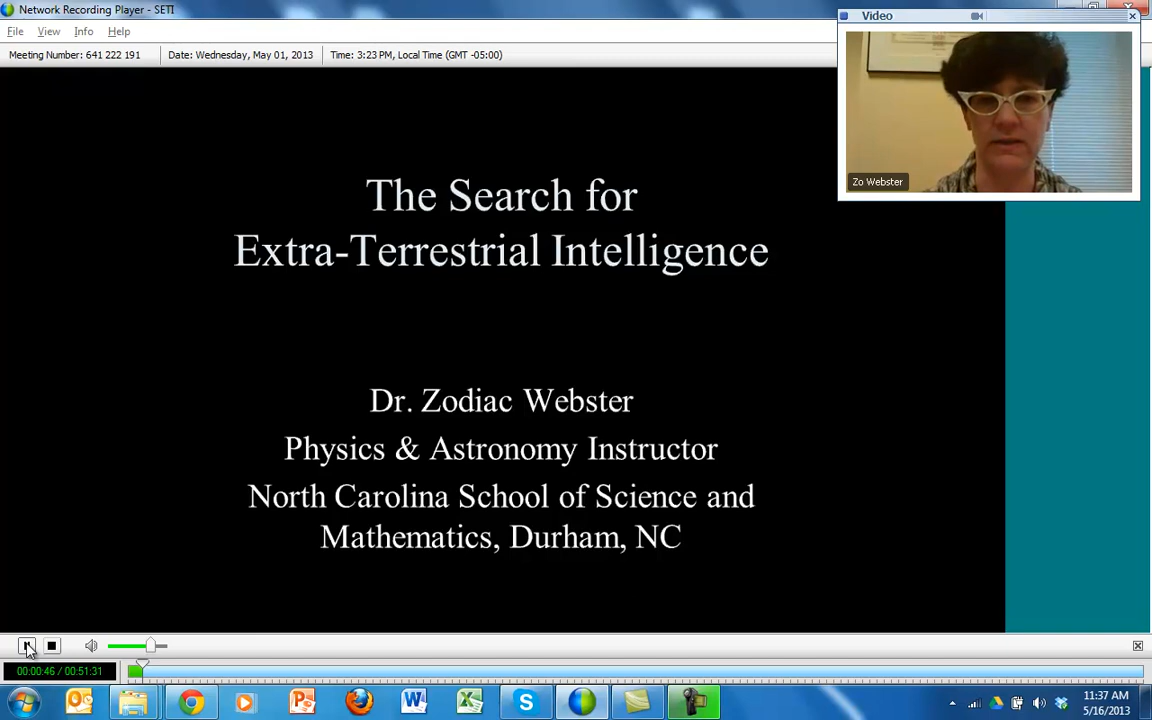 Network Recording Player - SETI
File View Info Help
Meeting Number: 641 222 191 Date: Wednesday, May 01, 2013 Time: 3:23 PM, Local Time (GMT -05:00)
Video
Zo Webster
The Search for
Extra-Terrestrial Intelligence
Dr. Zodiac Webster
Physics & Astronomy Instructor
North Carolina School of Science and
Mathematics, Durham, NC
00:00:46 / 00:51:31
11:37 AM
5/16/2013